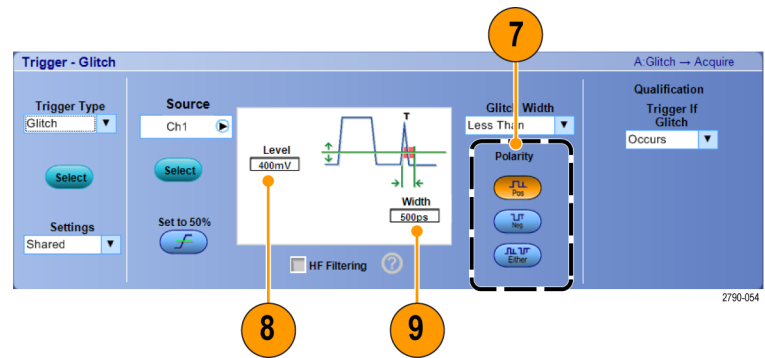 7
Trigger - Glitch
A:Glitch → Acquire
Trigger Type
Glitch
Select
Settings
Shared
Source
Ch1
Select
Set to 50%
Level
400mV
T
Width
500ps
HF Filtering
?
Glitch Width
Less Than
Polarity
Pos
Neg
Either
Qualification
Trigger If
Glitch
Occurs
2790-054
8
9